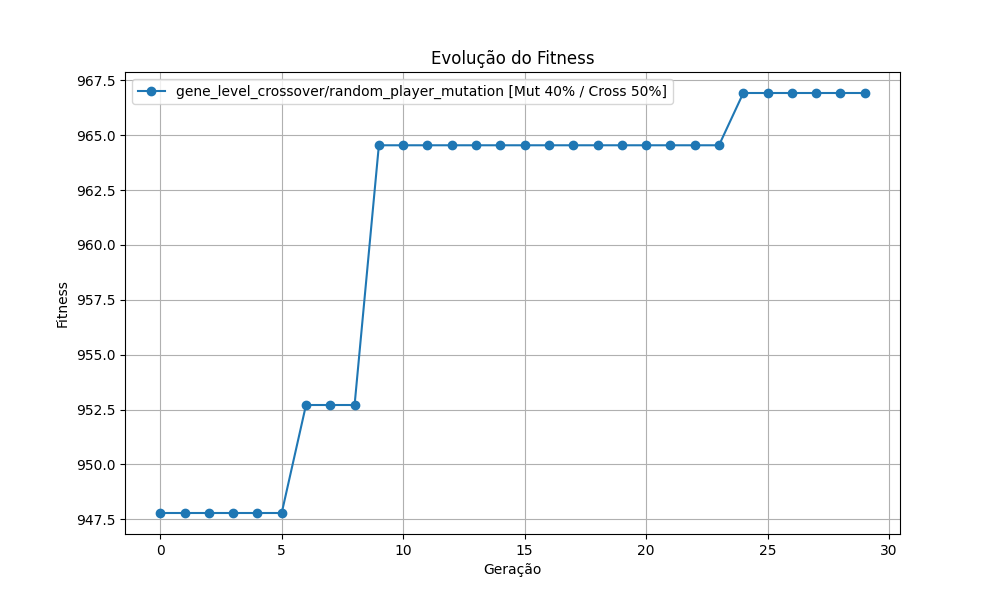 Evolução do Fitness
gene_level_crossover/random_player_mutation [Mut 40% / Cross 50%]
Fitness
967.5
965.0
962.5
960.0
957.5
955.0
952.5
950.0
947.5
0 5 10 15 20 25 30
Geração